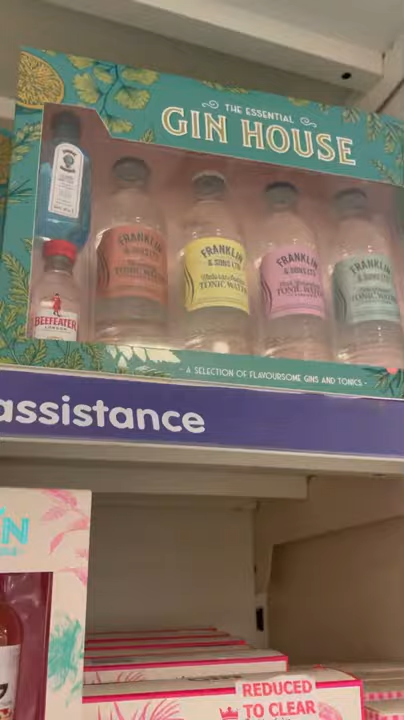 THE ESSENTIAL
GIN HOUSE
FRANKLIN
& SONS LTD
TONIC WATER
FRANKLIN
& SONS LTD
TONIC WATER
FRANKLIN
& SONS LTD
TONIC WATER
FRANKLIN
& SONS LTD
TONIC WATER
BEEFEATER
LONDON
- A SELECTION OF FLAVOURSOME GINS AND TONICS -
assistance
IN
REDUCED
TO CLEAR